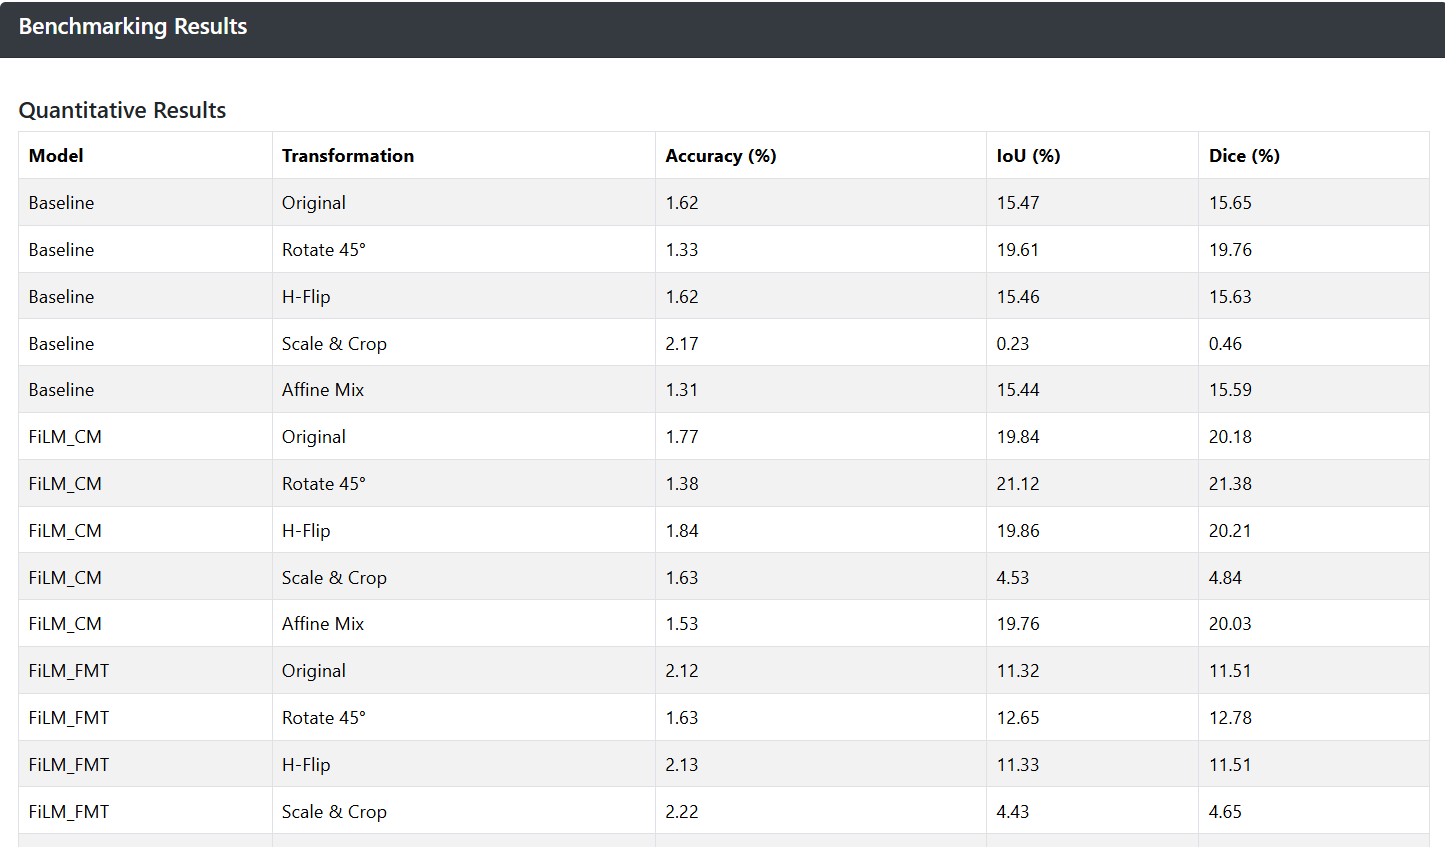 Benchmarking Results
Quantitative Results
Model Transformation Accuracy (%) IoU (%) Dice (%)
Baseline Original 1.62 15.47 15.65
Baseline Rotate 45° 1.33 19.61 19.76
Baseline H-Flip 1.62 15.46 15.63
Baseline Scale & Crop 2.17 0.23 0.46
Baseline Affine Mix 1.31 15.44 15.59
FiLM_CM Original 1.77 19.84 20.18
FiLM_CM Rotate 45° 1.38 21.12 21.38
FiLM_CM H-Flip 1.84 19.86 20.21
FiLM_CM Scale & Crop 1.63 4.53 4.84
FiLM_CM Affine Mix 1.53 19.76 20.03
FiLM_FMT Original 2.12 11.32 11.51
FiLM_FMT Rotate 45° 1.63 12.65 12.78
FiLM_FMT H-Flip 2.13 11.33 11.51
FiLM_FMT Scale & Crop 2.22 4.43 4.65